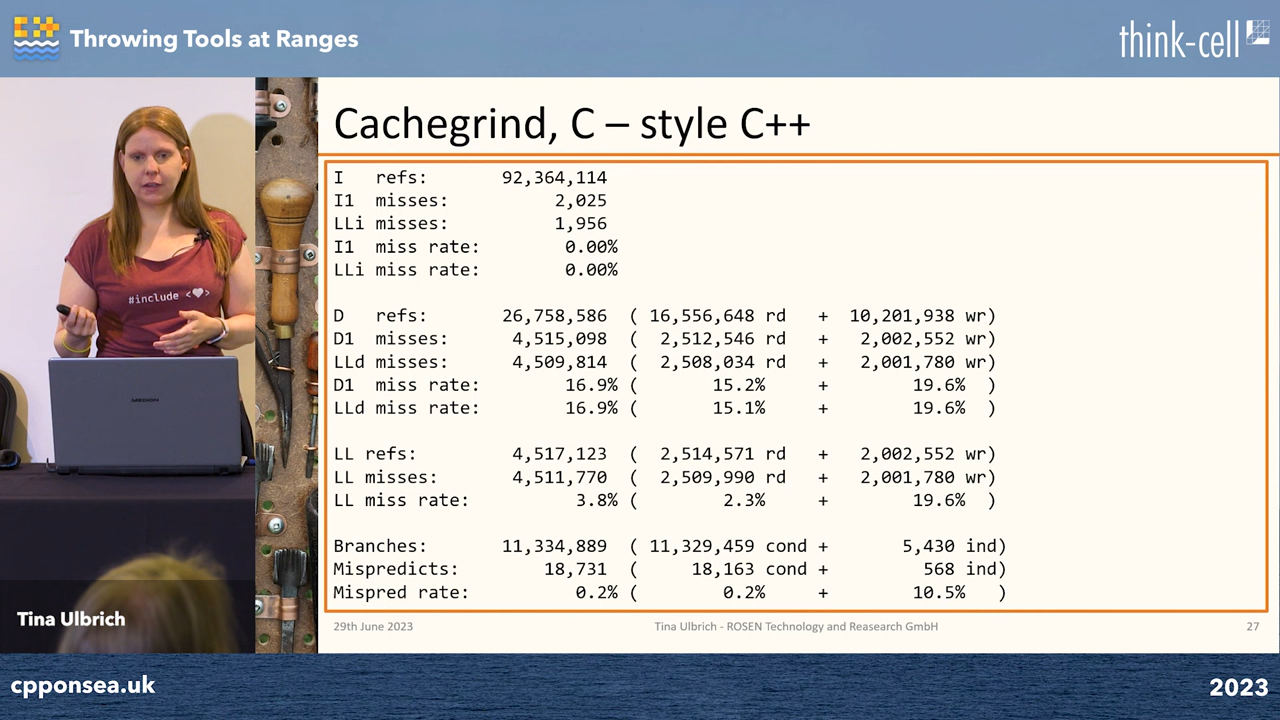 Throwing Tools at Ranges
think-cell
Cachegrind, C – style C++
I   refs:       92,364,114
I1  misses:          2,025
LLi misses:          1,956
I1  miss rate:        0.00%
LLi miss rate:        0.00%
D   refs:       26,758,586  ( 16,556,648 rd   +  10,201,938 wr)
D1  misses:      4,515,098  (  2,512,546 rd   +   2,002,552 wr)
LLd misses:      4,509,814  (  2,508,034 rd   +   2,001,780 wr)
D1  miss rate:        16.9% (       15.2%     +        19.6%  )
LLd miss rate:        16.9% (       15.1%     +        19.6%  )
LL refs:         4,517,123  (  2,514,571 rd   +   2,002,552 wr)
LL misses:       4,511,770  (  2,509,990 rd   +   2,001,780 wr)
LL miss rate:          3.8% (        2.3%     +        19.6%  )
Branches:       11,334,889  ( 11,329,459 cond +       5,430 ind)
Mispredicts:        18,731  (     18,163 cond +         568 ind)
Mispred rate:          0.2% (        0.2%     +        10.5%   )
29th June 2023
Tina Ulbrich - ROSEN Technology and Reasearch GmbH
27
#include <♥>
MEDION
Tina Ulbrich
cpponsea.uk
2023